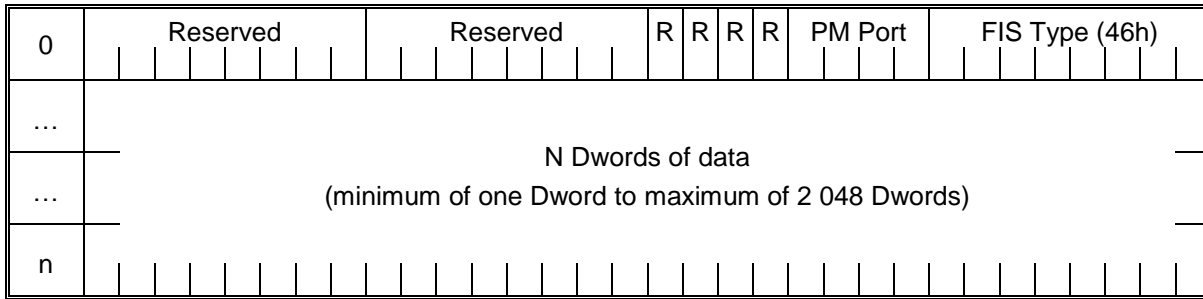 0 Reserved Reserved R R R R PM Port FIS Type (46h)
…
N Dwords of data
… (minimum of one Dword to maximum of 2 048 Dwords)
n